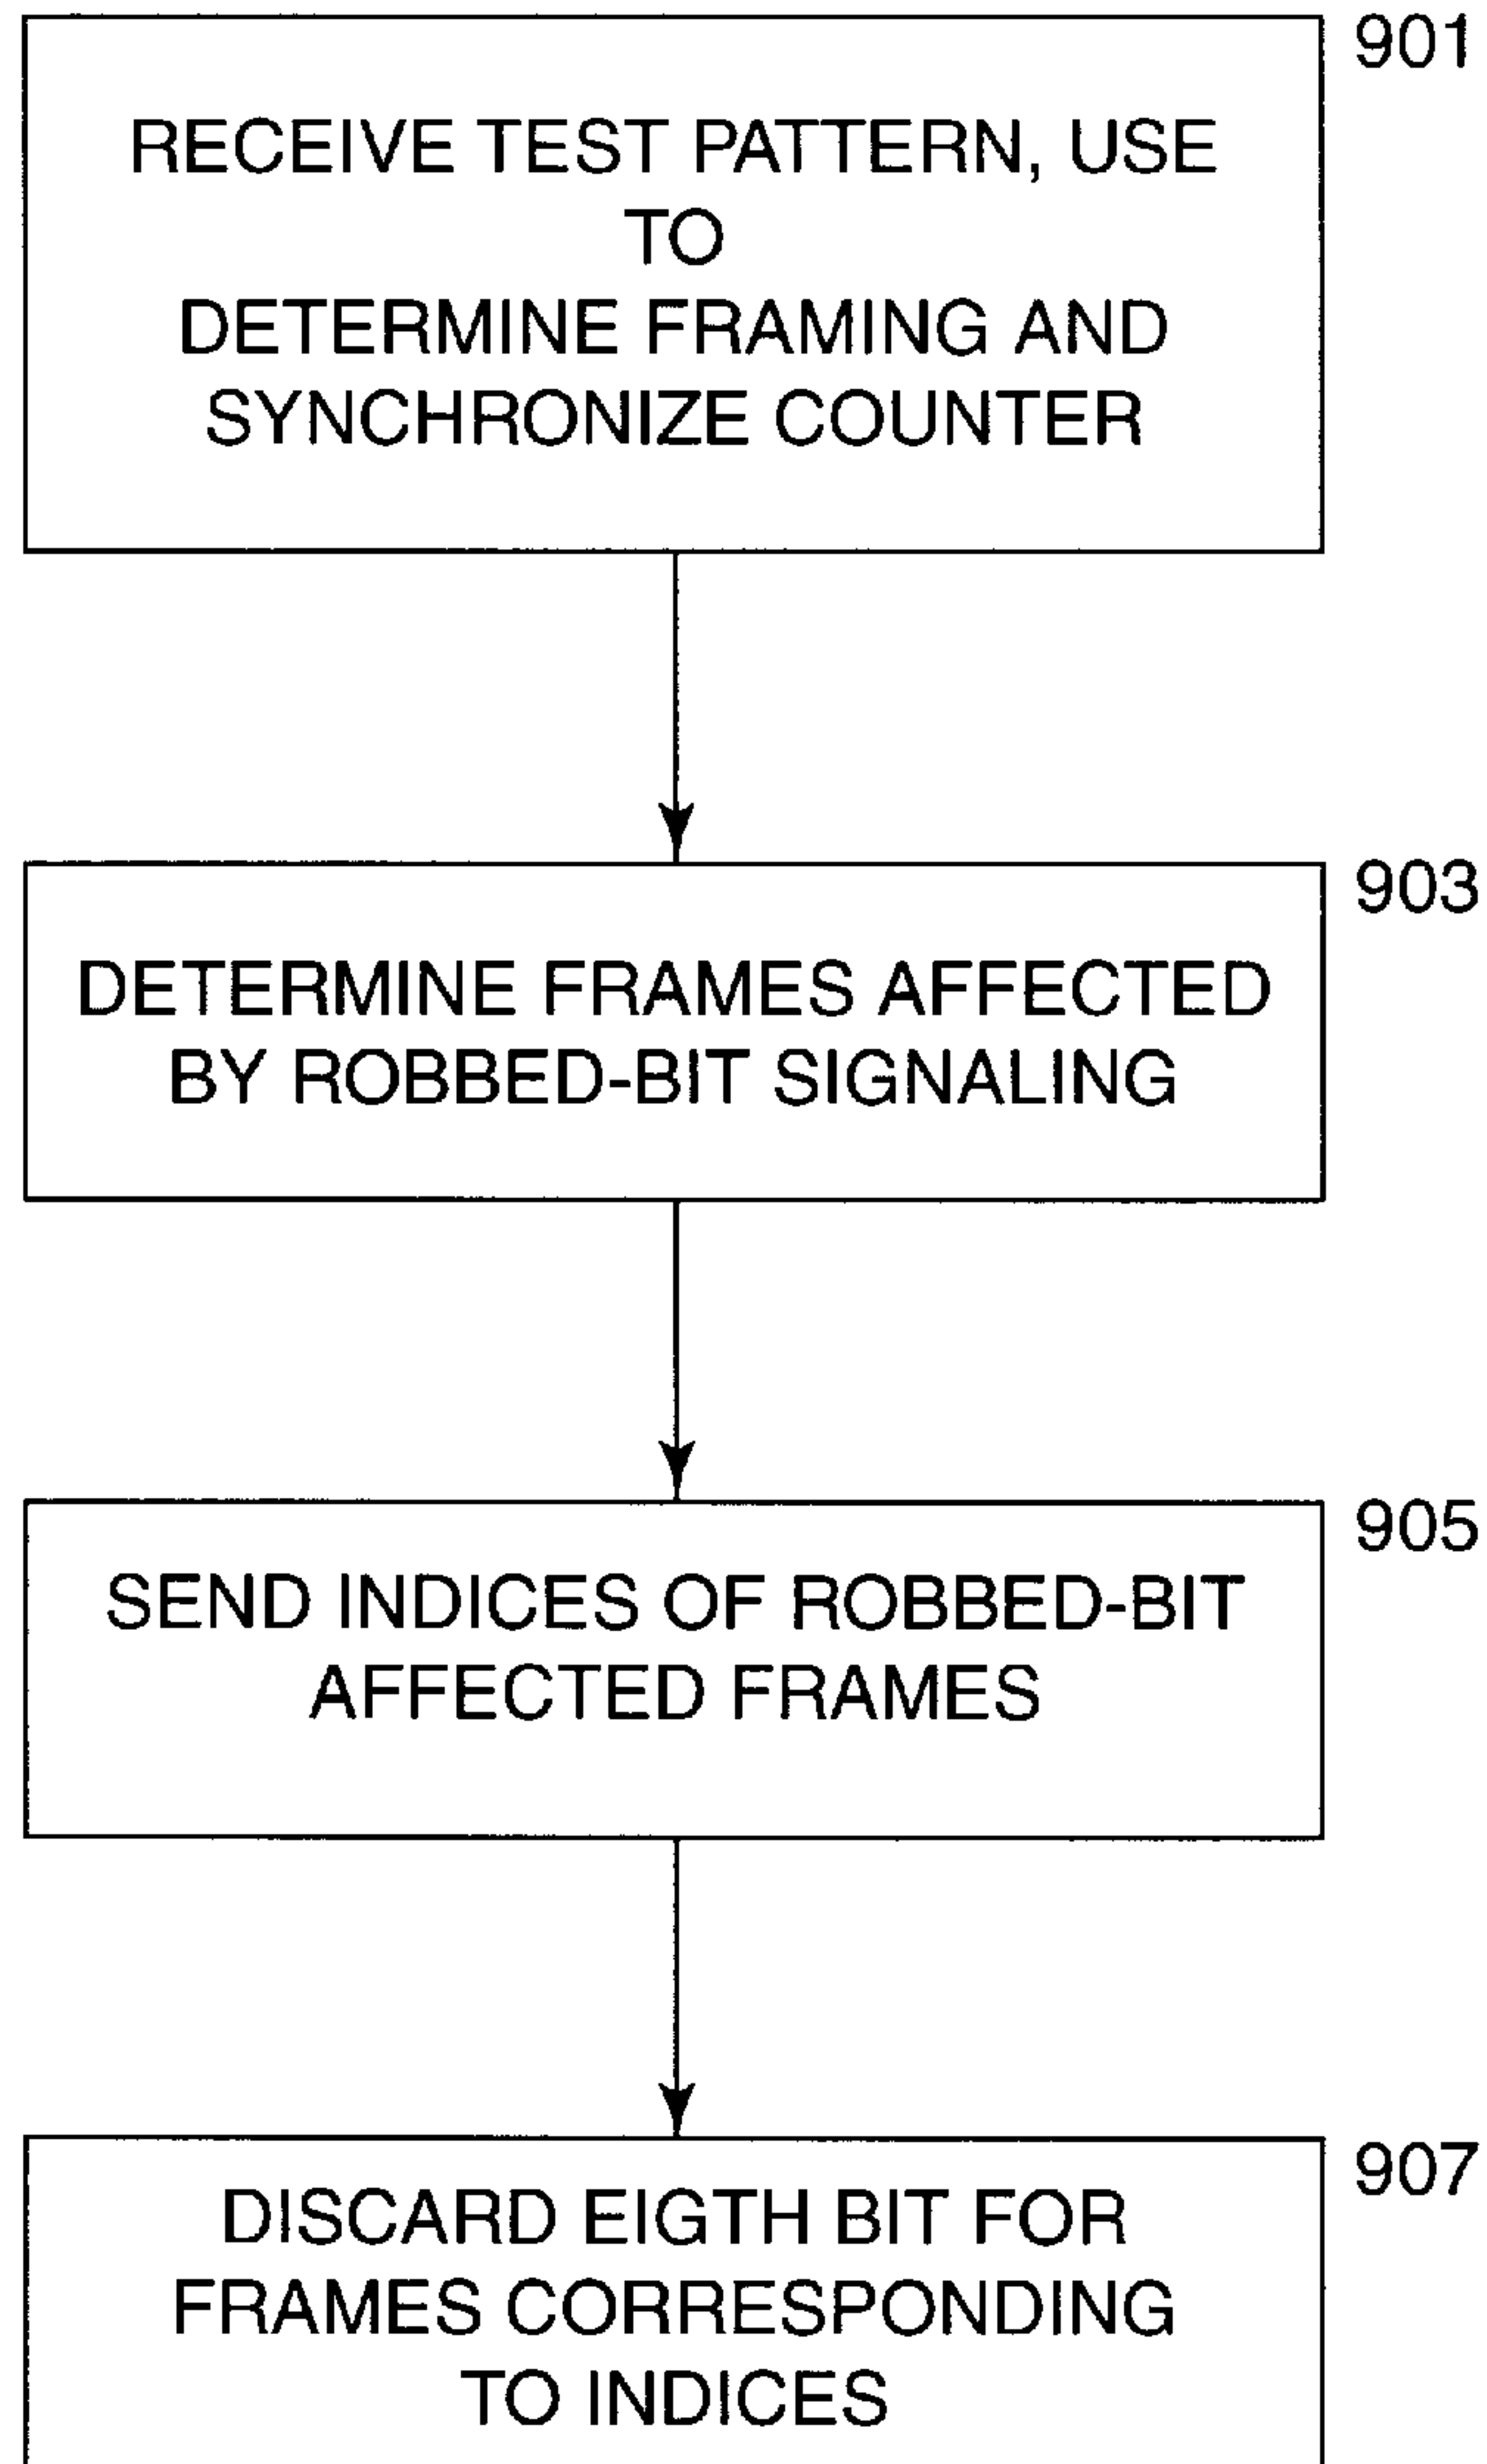 901
RECEIVE TEST PATTERN, USE
TO
DETERMINE FRAMING AND
SYNCHRONIZE COUNTER
903
DETERMINE FRAMES AFFECTED
BY ROBBED-BIT SIGNALING
905
SEND INDICES OF ROBBED-BIT
AFFECTED FRAMES
907
DISCARD EIGTH BIT FOR
FRAMES CORRESPONDING
TO INDICES